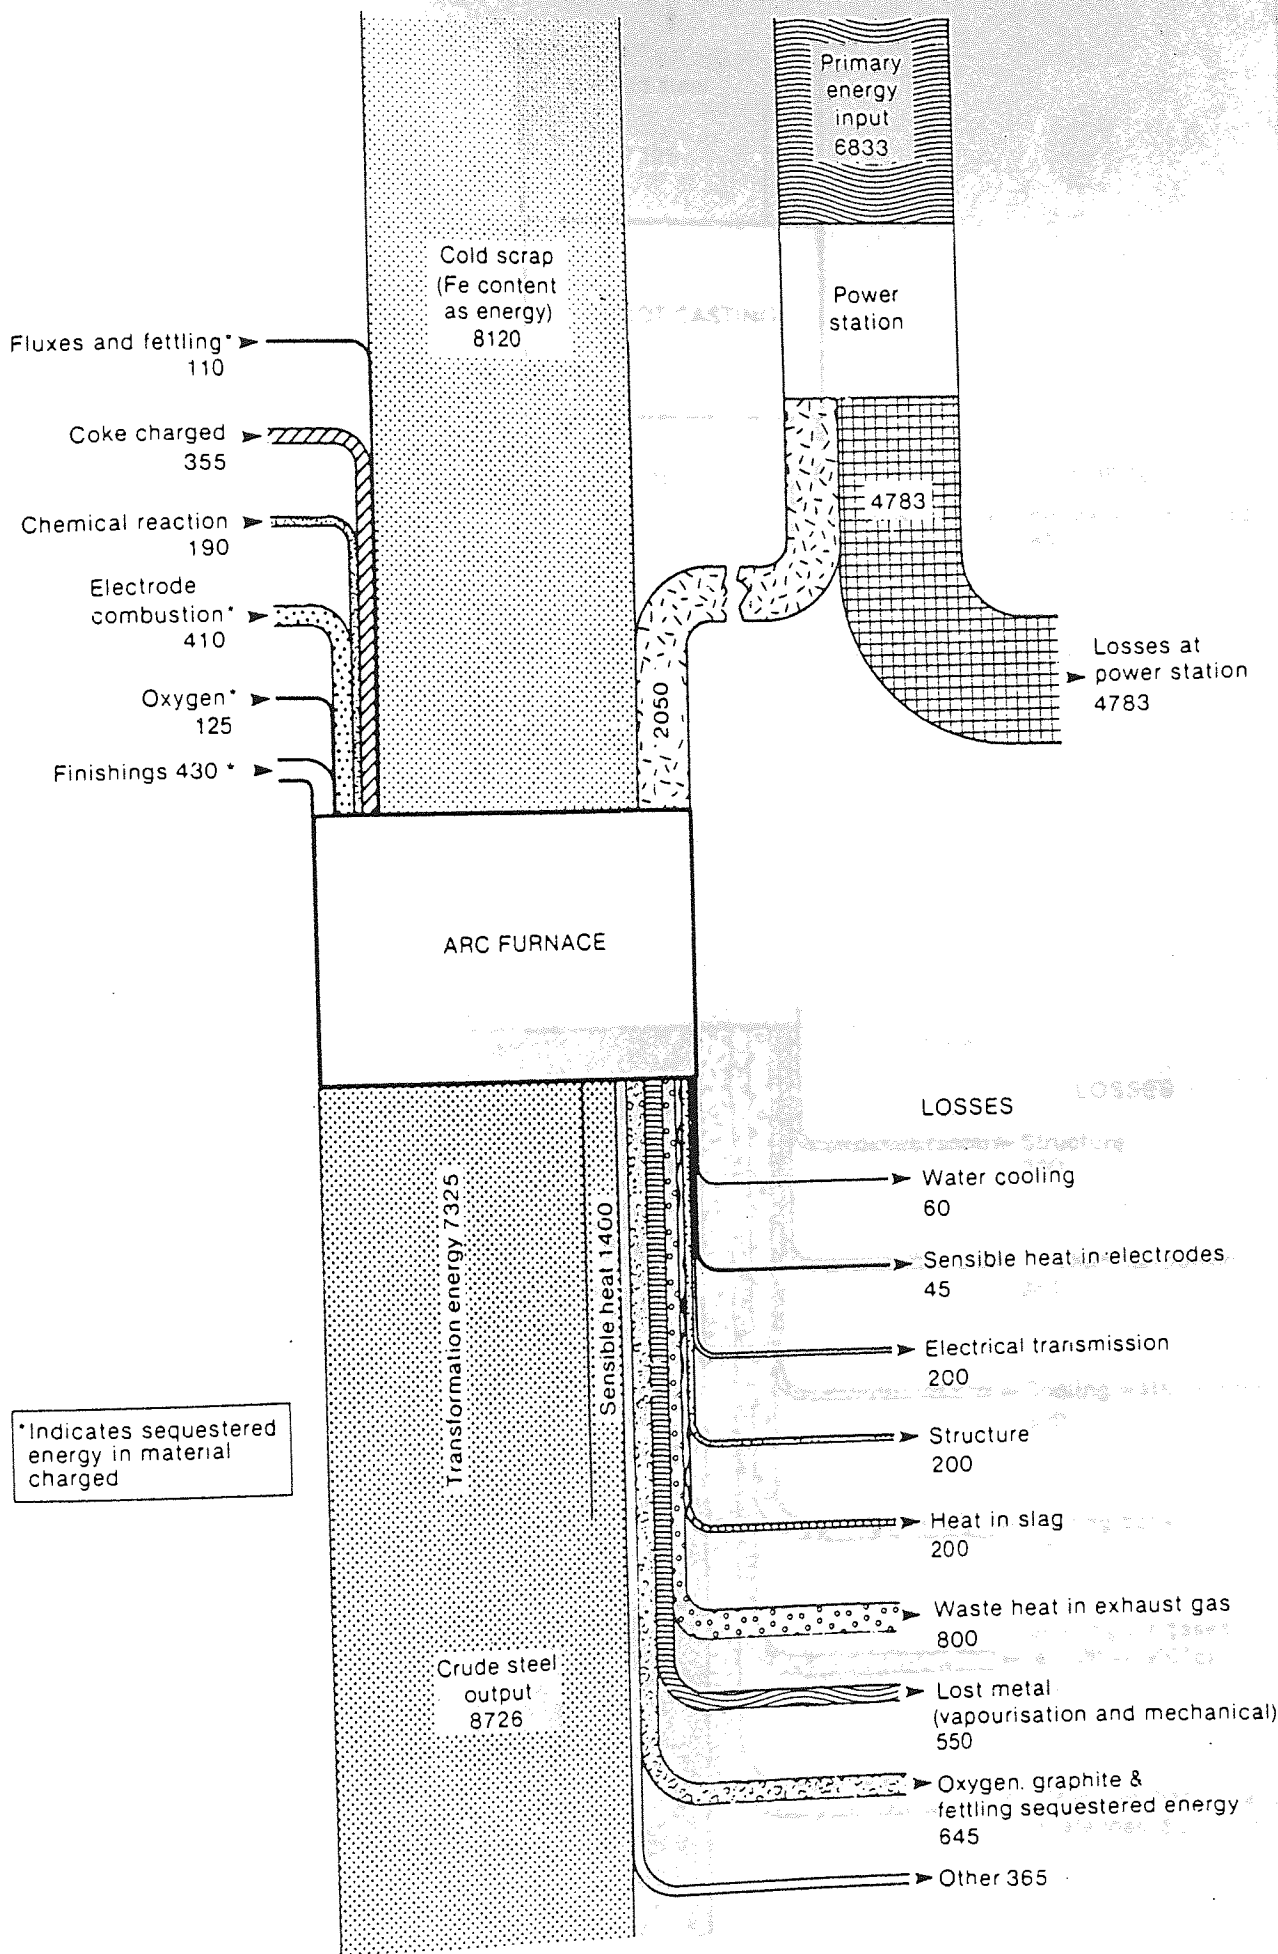 Primary
energy
input
6833
Cold scrap
(Fe content
as energy)
8120
Power
station
OT CASTING
Fluxes and fettling*
110
Coke charged
355
4783
Chemical reaction
190
Electrode
combustion*
410
Losses at
power station
4783
Oxygen*
125
2050
Finishings 430 *
ARC FURNACE
LOSSES
LOSSES
Structure
Water cooling
60
Transformation energy 7325
Sensible heat 1400
Sensible heat in electrodes
45
Electrical transmission
200
*Indicates sequestered
energy in material
charged
Structure
200
Heat in slag
200
Waste heat in exhaust gas
800
Crude steel
output
8726
Lost metal
(vapourisation and mechanical)
550
Oxygen, graphite &
fettling sequestered energy
645
Other 365